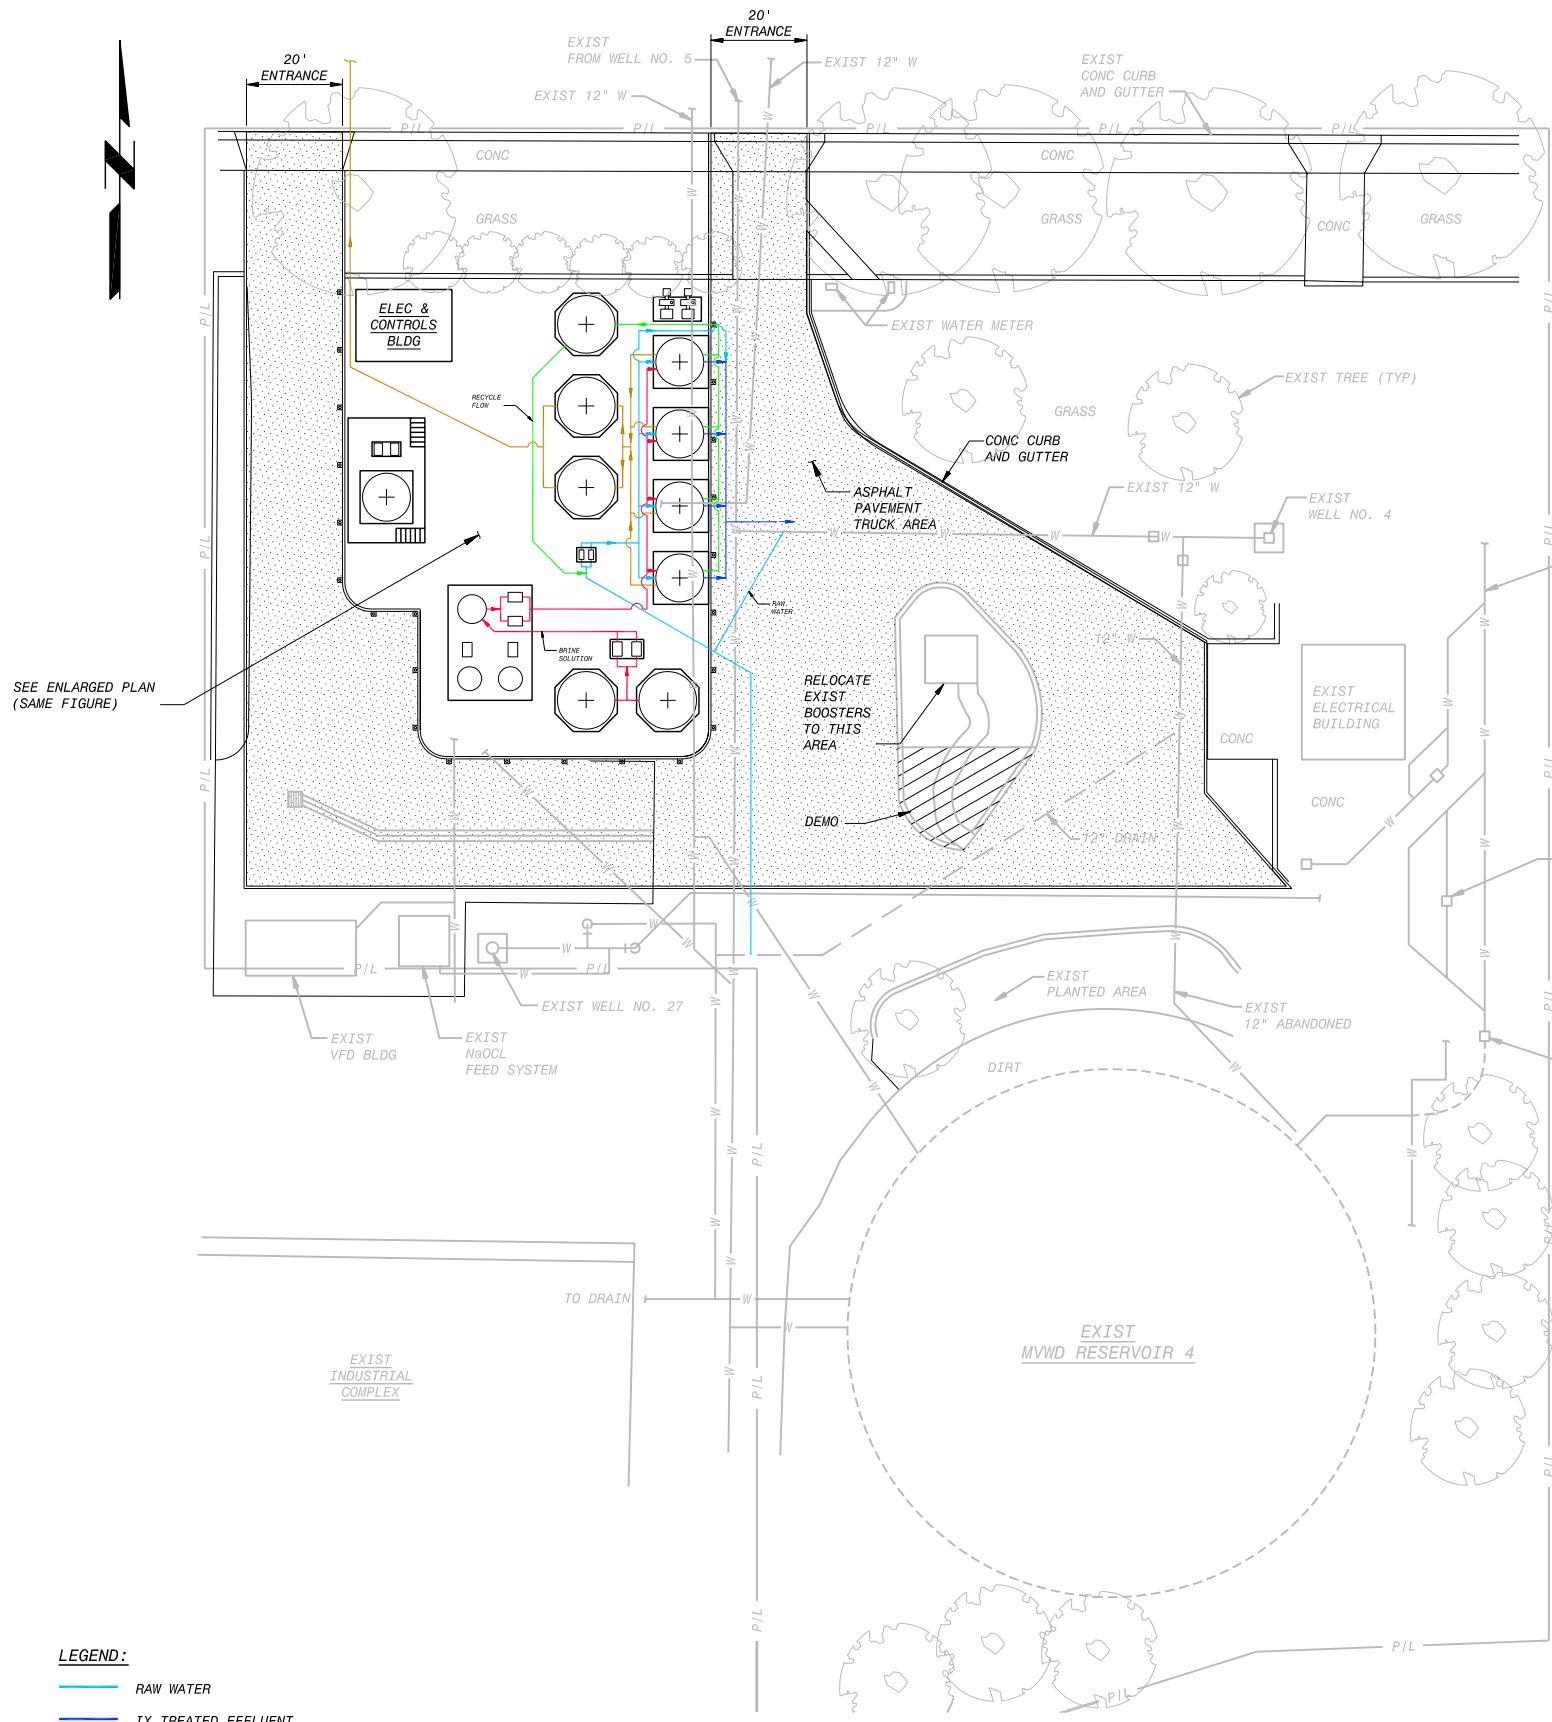 20'
ENTRANCE
20'
ENTRANCE
EXIST
FROM WELL NO. 5
EXIST 12" W
EXIST 12" W
EXIST
CONC CURB
AND GUTTER
P/L
P/L
P/L
P/L
P/L
CONC
CONC
GRASS
GRASS
CONC
GRASS
W
W
W
W
W
N
P/L
P/L
ELEC &
CONTROLS
BLDG
EXIST WATER METER
EXIST TREE (TYP)
GRASS
RECYCLE
FLOW
CONC CURB
AND GUTTER
ASPHALT
PAVEMENT
TRUCK AREA
EXIST 12" W
EXIST
WELL NO. 4
W
W
W
W
W
W
W
W
P/L
P/L
RAW
WATER
BRINE
SOLUTION
12" W
SEE ENLARGED PLAN
(SAME FIGURE)
RELOCATE
EXIST
BOOSTERS
TO THIS
AREA
EXIST
ELECTRICAL
BUILDING
CONC
CONC
DEMO
12" DRAIN
P/L
P/L
W
W
W
W
W
W
W
W
P/L
P/L
EXIST WELL NO. 27
EXIST
VFD BLDG
EXIST
NaOCL
FEED SYSTEM
EXIST
PLANTED AREA
EXIST
12" ABANDONED
DIRT
P/L
P/L
W
W
W
W
W
TO DRAIN
W
W
W
EXIST
INDUSTRIAL
COMPLEX
EXIST
MVWD RESERVOIR 4
P/L
P/L
P/L
P/L
P/L
LEGEND:
RAW WATER
IX TREATED EFFLUENT